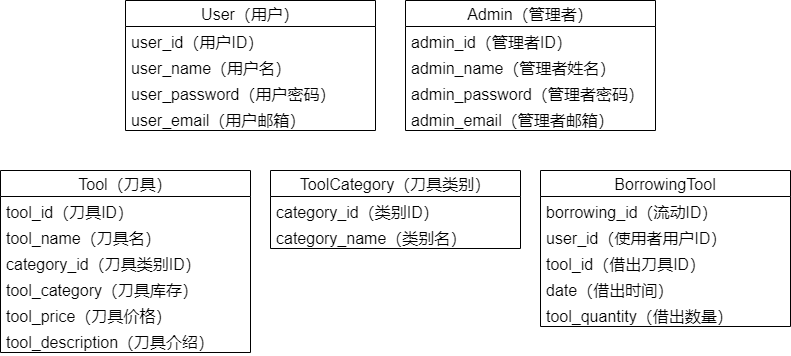 User（用户）
user_id（用户ID）
user_name（用户名）
user_password（用户密码）
user_email（用户邮箱）
Admin（管理者）
admin_id（管理者ID）
admin_name（管理者姓名）
admin_password（管理者密码）
admin_email（管理者邮箱）
Tool（刀具）
tool_id（刀具ID）
tool_name（刀具名）
category_id（刀具类别ID）
tool_category（刀具库存）
tool_price（刀具价格）
tool_description（刀具介绍）
ToolCategory（刀具类别）
category_id（类别ID）
category_name（类别名）
BorrowingTool
borrowing_id（流动ID）
user_id（使用者用户ID）
tool_id（借出刀具ID）
date（借出时间）
tool_quantity（借出数量）